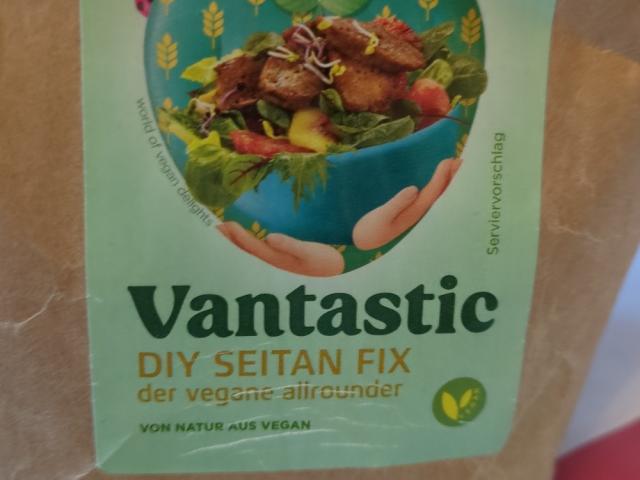 world of vegan delights
Serviervorschlag
Vantastic
DIY SEITAN FIX
der vegane allrounder
VON NATUR AUS VEGAN